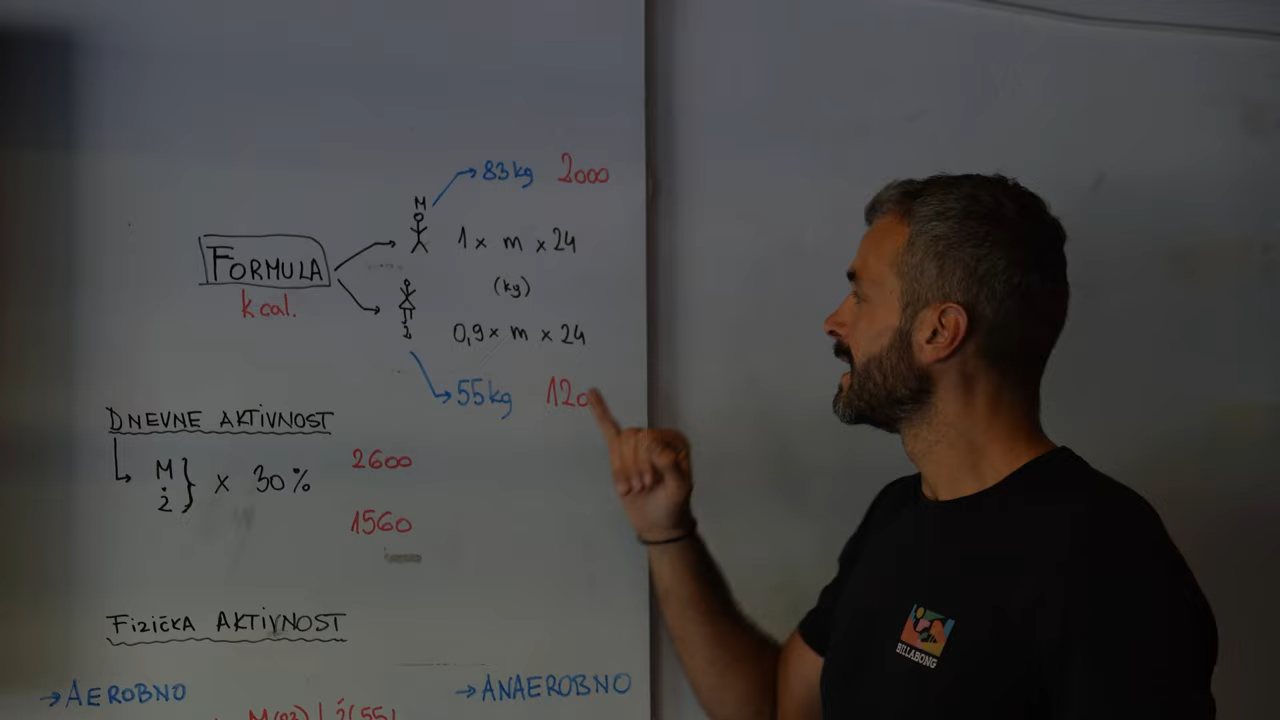 83kg 2000
M
1 x m x 24
FORMULA
kcal.
(kg)
ž
0,9 x m x 24
55kg 120
DNEVNE AKTIVNOST
M
ž } x 30%
2600
1560
FizičKA AKTIVNOST
→AEROBNO
→ANAEROBNO
BILLABONG